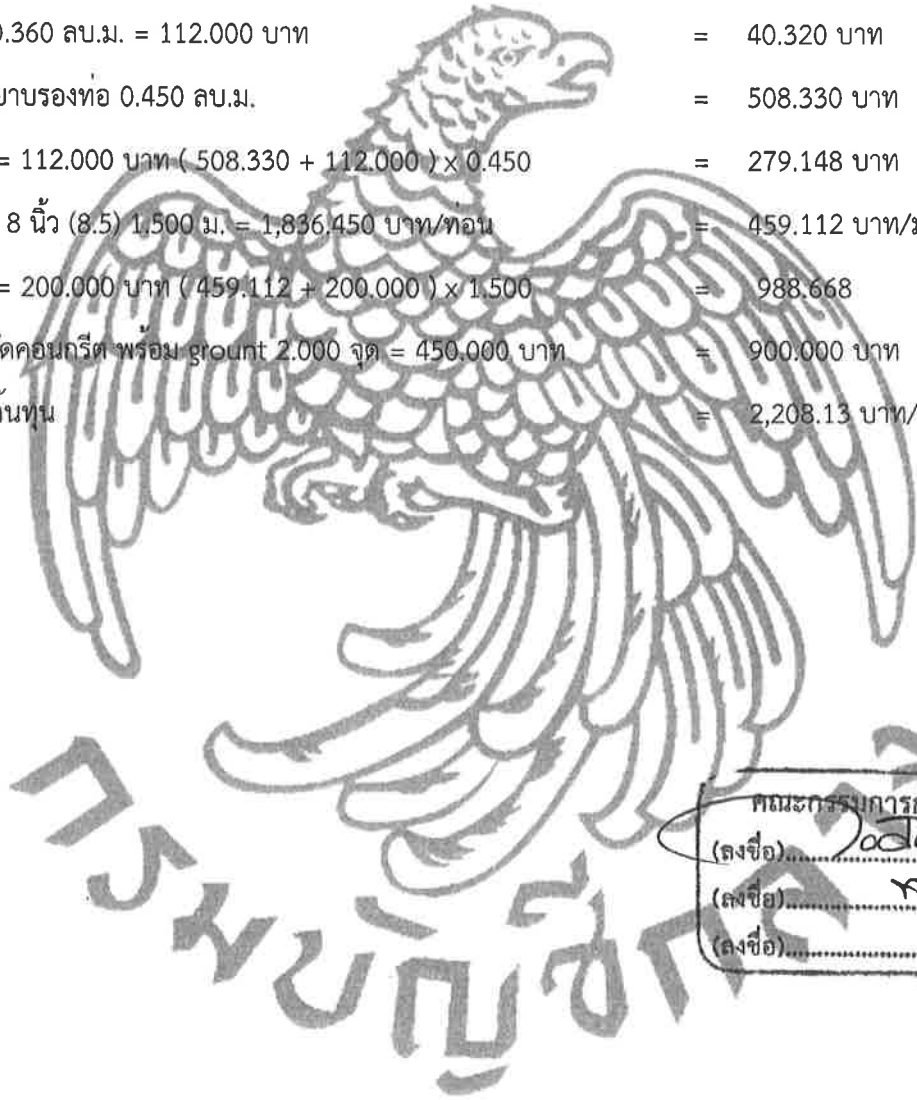 0.360 ลบ.ม. = 112.000 บาท = 40.320 บาท
ยาบรองท่อ 0.450 ลบ.ม. = 508.330 บาท
= 112.000 บาท ( 508.330 + 112.000 ) x 0.450 = 279.148 บาท
8 นิ้ว (8.5) 1.500 ม. = 1,836.450 บาท/ท่อน = 459.112 บาท/ม
= 200.000 บาท ( 459.112 + 200.000 ) x 1.500 = 988.668
ดคอนกรีต พร้อม grount 2.000 จุด = 450.000 บาท = 900.000 บาท
้นทุน = 2,208.13 บาท/
กรมบัญชีกลาง
คณะกรรมการก
(ลงชื่อ)
(ลงชื่อ)
(ลงชื่อ)